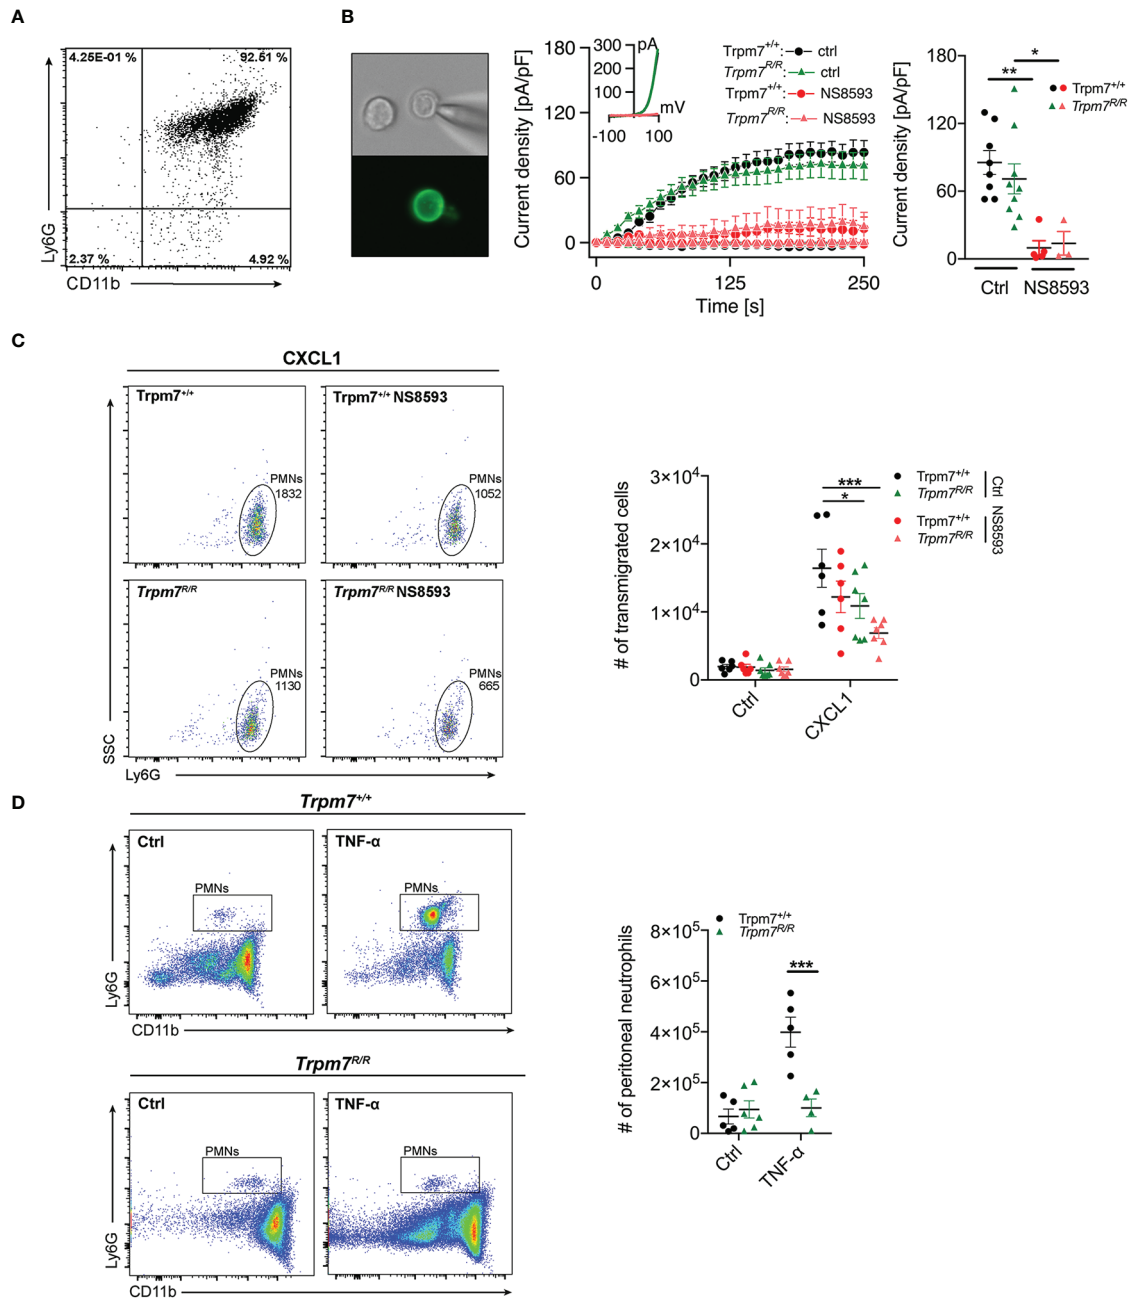 A
4.25E-01 %
92.51 %
2.37 %
4.92 %
Ly6G
CD11b
B
Current density [pA/pF]
180
120
60
0
300
200
100
0
pA
mV
-100
100
Trpm7+/+: ctrl
Trpm7R/R: ctrl
Trpm7+/+: NS8593
Trpm7R/R: NS8593
0
125
250
Time [s]
Current density [pA/pF]
180
120
60
0
*
**
Trpm7+/+
Trpm7R/R
Ctrl
NS8593
C
CXCL1
Trpm7+/+
PMNs
1832
Trpm7+/+ NS8593
PMNs
1052
Trpm7R/R
PMNs
1130
Trpm7R/R NS8593
PMNs
665
SSC
Ly6G
# of transmigrated cells
3×10⁴
2×10⁴
1×10⁴
0
***
*
Trpm7+/+
Trpm7R/R
Ctrl
Trpm7+/+
Trpm7R/R
NS8593
Ctrl
CXCL1
D
Trpm7+/+
Ctrl
PMNs
TNF-α
PMNs
Ly6G
CD11b
Trpm7R/R
Ctrl
PMNs
TNF-α
PMNs
Ly6G
CD11b
# of peritoneal neutrophils
8×10⁵
6×10⁵
4×10⁵
2×10⁵
0
Trpm7+/+
Trpm7R/R
***
Ctrl
TNF-α